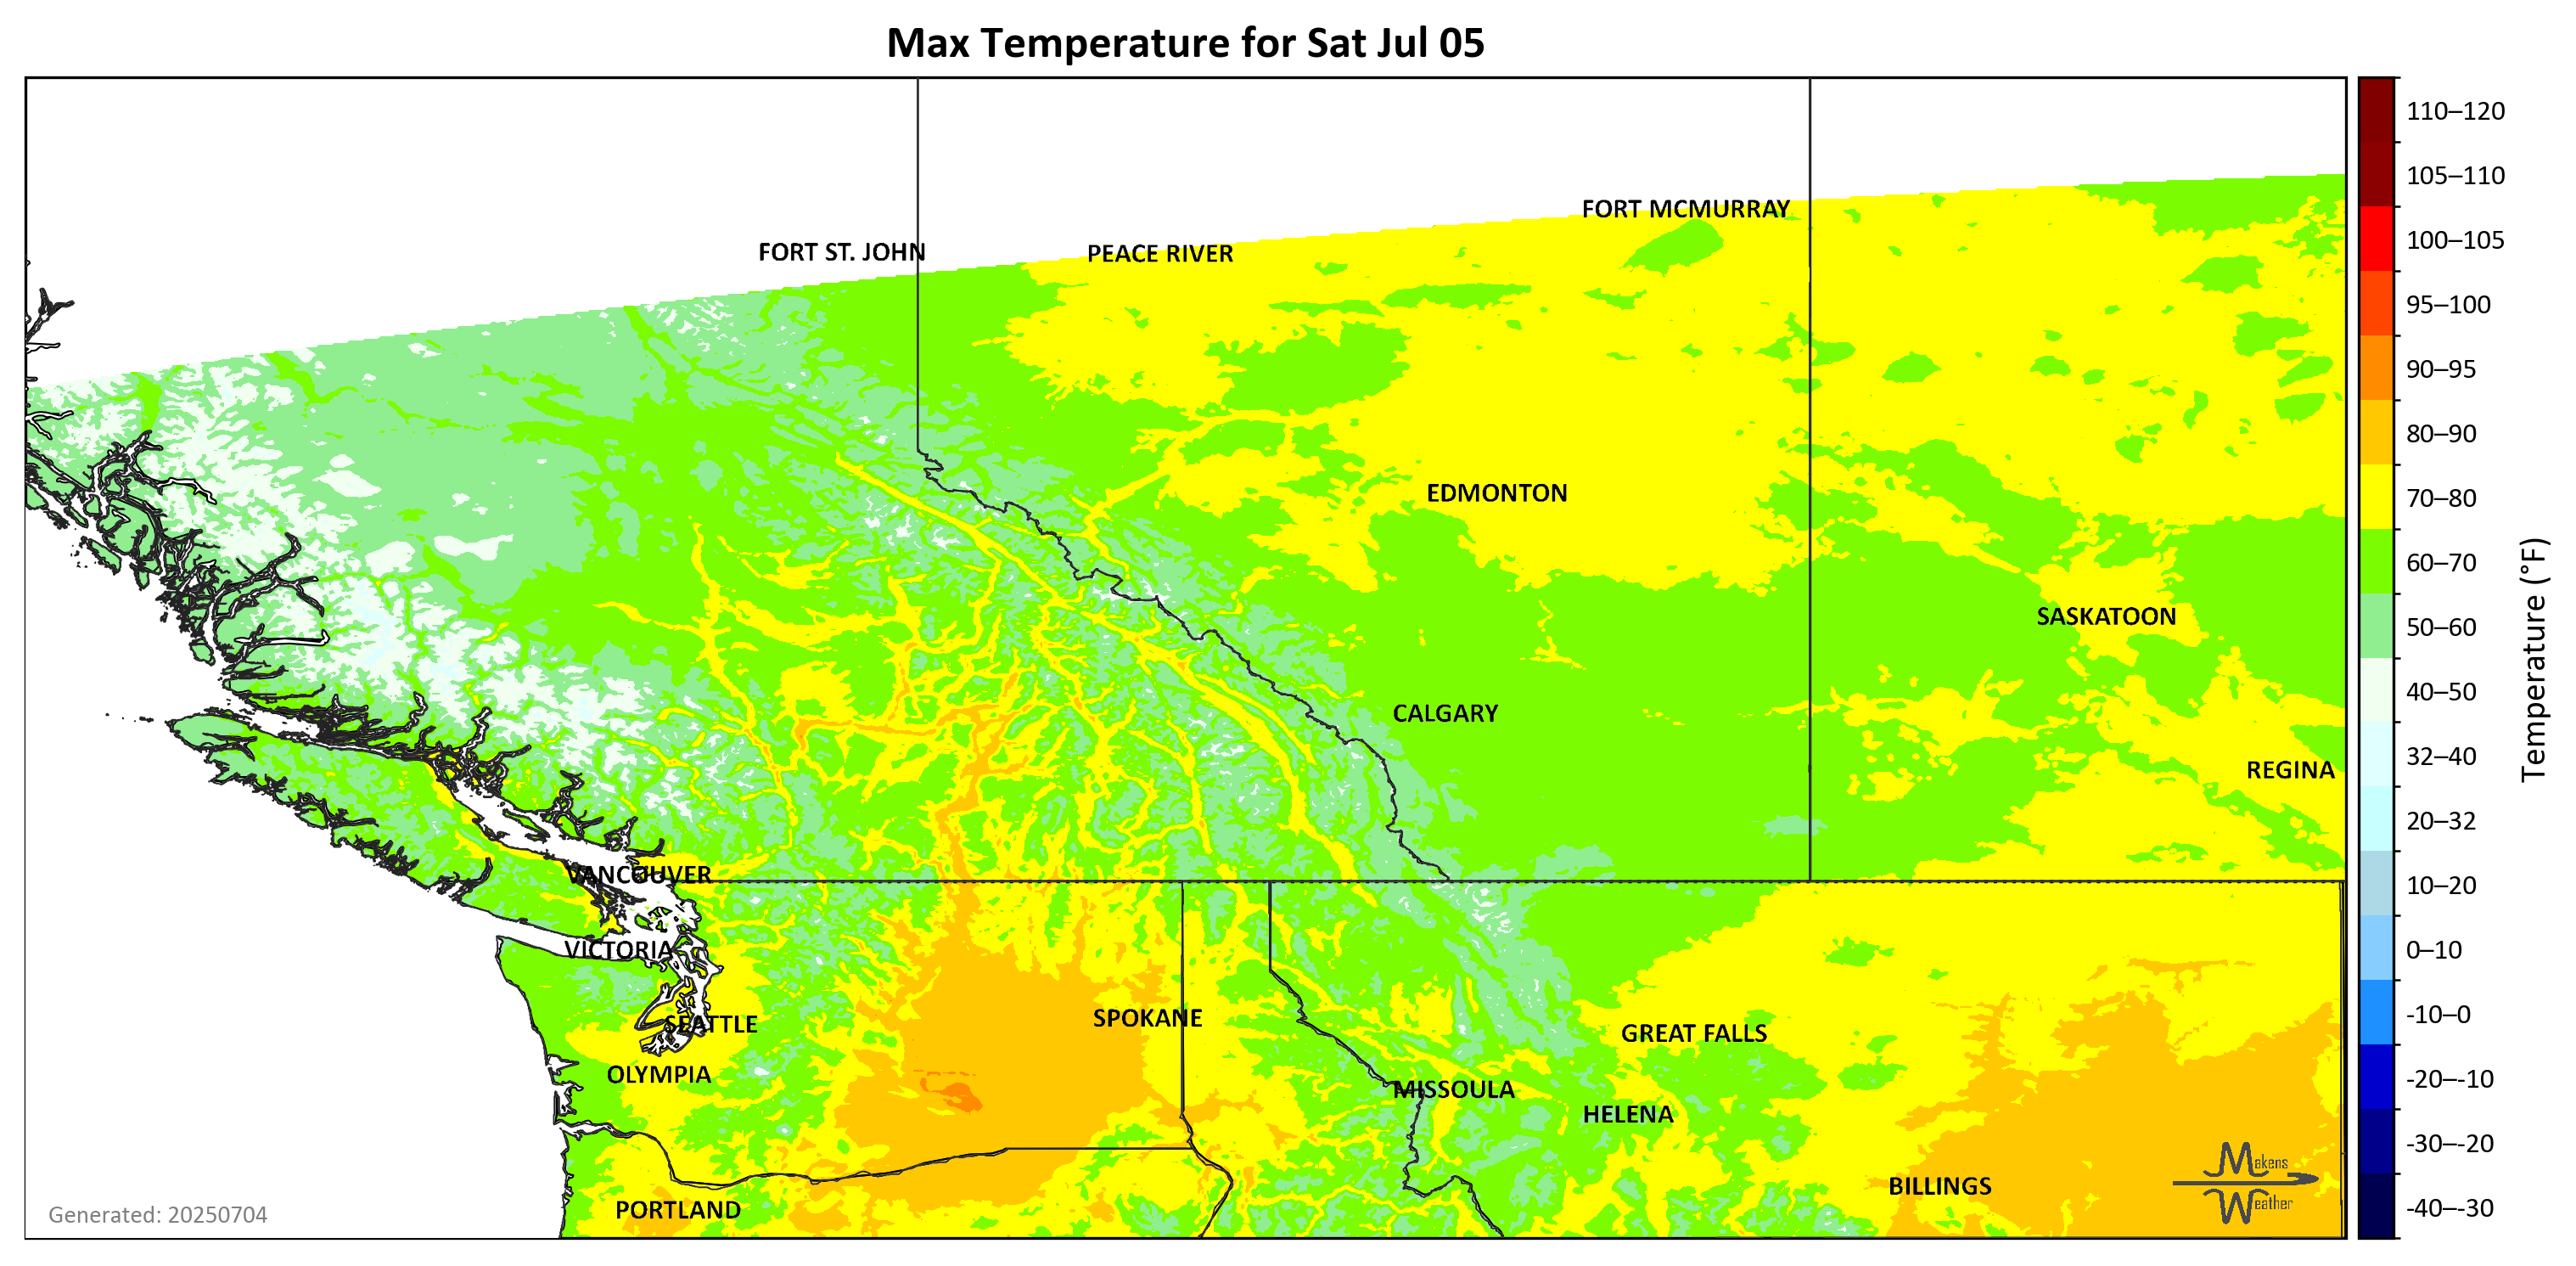 Max Temperature for Sat Jul 05
110–120
105–110
FORT MCMURRAY
FORT ST. JOHN
PEACE RIVER
100–105
95–100
90–95
80–90
EDMONTON
70–80
60–70
SASKATOON
50–60
CALGARY
40–50
REGINA
32–40
Temperature (°F)
20–32
VANCOUVER
10–20
VICTORIA
0–10
SEATTLE
SPOKANE
GREAT FALLS
-10–0
OLYMPIA
MISSOULA
-20–-10
HELENA
-30–-20
Makens
Weather
BILLINGS
PORTLAND
-40–-30
Generated: 20250704